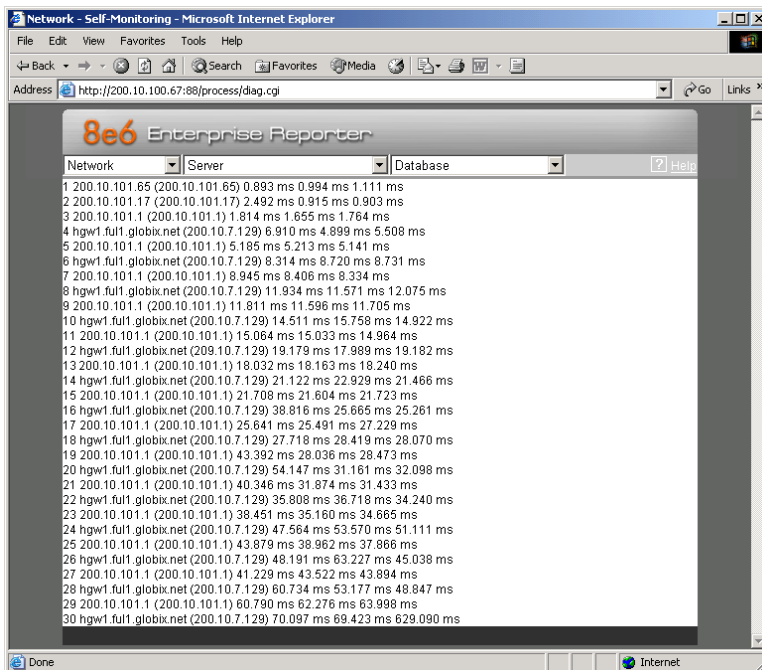 Network - Self-Monitoring - Microsoft Internet Explorer
File Edit View Favorites Tools Help
Back Search Favorites Media
Address http://200.10.100.67:88/process/diag.cgi Go Links »
8e6 Enterprise Reporter
Network Server Database ? Help
1 200.10.101.65 (200.10.101.65) 0.893 ms 0.994 ms 1.111 ms
2 200.10.101.17 (200.10.101.17) 2.492 ms 0.915 ms 0.903 ms
3 200.10.101.1 (200.10.101.1) 1.814 ms 1.655 ms 1.764 ms
4 hgw1.ful1.globix.net (200.10.7.129) 6.910 ms 4.899 ms 5.508 ms
5 200.10.101.1 (200.10.101.1) 5.185 ms 5.213 ms 5.141 ms
6 hgw1.ful1.globix.net (200.10.7.129) 8.314 ms 8.720 ms 8.731 ms
7 200.10.101.1 (200.10.101.1) 8.945 ms 8.406 ms 8.334 ms
8 hgw1.ful1.globix.net (200.10.7.129) 11.934 ms 11.571 ms 12.075 ms
9 200.10.101.1 (200.10.101.1) 11.811 ms 11.596 ms 11.705 ms
10 hgw1.ful1.globix.net (200.10.7.129) 14.511 ms 15.758 ms 14.922 ms
11 200.10.101.1 (200.10.101.1) 15.064 ms 15.033 ms 14.964 ms
12 hgw1.ful1.globix.net (209.10.7.129) 19.179 ms 17.989 ms 19.182 ms
13 200.10.101.1 (200.10.101.1) 18.032 ms 18.163 ms 18.240 ms
14 hgw1.ful1.globix.net (200.10.7.129) 21.122 ms 22.929 ms 21.466 ms
15 200.10.101.1 (200.10.101.1) 21.708 ms 21.604 ms 21.723 ms
16 hgw1.ful1.globix.net (200.10.7.129) 38.816 ms 25.665 ms 25.261 ms
17 200.10.101.1 (200.10.101.1) 25.641 ms 25.491 ms 27.229 ms
18 hgw1.ful1.globix.net (200.10.7.129) 27.718 ms 28.419 ms 28.070 ms
19 200.10.101.1 (200.10.101.1) 43.392 ms 28.036 ms 28.473 ms
20 hgw1.ful1.globix.net (200.10.7.129) 54.147 ms 31.161 ms 32.098 ms
21 200.10.101.1 (200.10.101.1) 40.346 ms 31.874 ms 31.433 ms
22 hgw1.ful1.globix.net (200.10.7.129) 35.808 ms 36.718 ms 34.240 ms
23 200.10.101.1 (200.10.101.1) 38.451 ms 35.160 ms 34.665 ms
24 hgw1.ful1.globix.net (200.10.7.129) 47.564 ms 53.570 ms 51.111 ms
25 200.10.101.1 (200.10.101.1) 43.879 ms 38.962 ms 37.866 ms
26 hgw1.ful1.globix.net (200.10.7.129) 48.191 ms 63.227 ms 45.038 ms
27 200.10.101.1 (200.10.101.1) 41.229 ms 43.522 ms 43.894 ms
28 hgw1.ful1.globix.net (200.10.7.129) 60.734 ms 53.177 ms 48.847 ms
29 200.10.101.1 (200.10.101.1) 60.790 ms 62.276 ms 63.998 ms
30 hgw1.ful1.globix.net (200.10.7.129) 70.097 ms 69.423 ms 629.090 ms
Done Internet